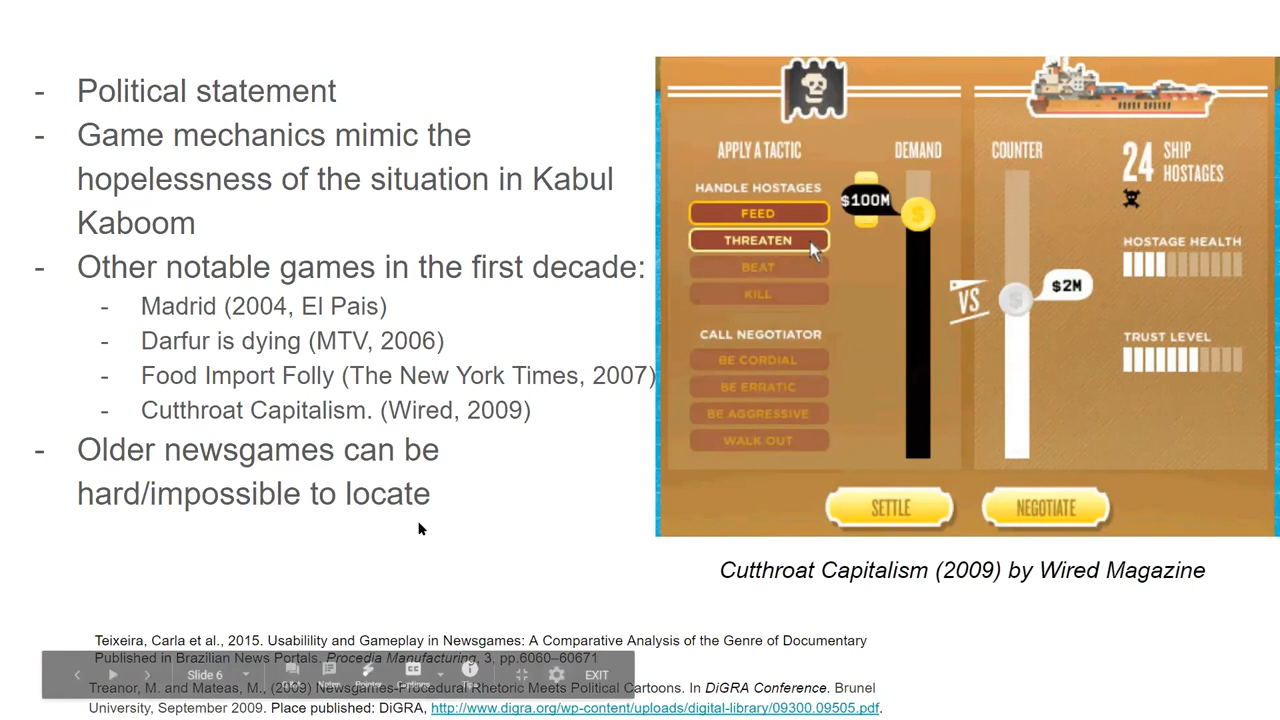 - Political statement
- Game mechanics mimic the
hopelessness of the situation in Kabul
Kaboom
- Other notable games in the first decade:
- Madrid (2004, El Pais)
- Darfur is dying (MTV, 2006)
- Food Import Folly (The New York Times, 2007)
- Cutthroat Capitalism. (Wired, 2009)
- Older newsgames can be
hard/impossible to locate
APPLY A TACTIC
HANDLE HOSTAGES
FEED
THREATEN
BEAT
KILL
CALL NEGOTIATOR
BE CORDIAL
BE ERRATIC
BE AGGRESSIVE
WALK OUT
DEMAND
$100M
VS
COUNTER
$2M
24 SHIP
HOSTAGES
HOSTAGE HEALTH
TRUST LEVEL
SETTLE
NEGOTIATE
Cutthroat Capitalism (2009) by Wired Magazine
Teixeira, Carla et al., 2015. Usabilility and Gameplay in Newsgames: A Comparative Analysis of the Genre of Documentary
Published in Brazilian News Portals. Procedia Manufacturing, 3, pp.6060–60671
Slide 6
Notes
Pointer
Captions
EXIT
Treanor, M. and Mateas, M., (2009) Newsgames-Procedural Rhetoric Meets Political Cartoons. In DiGRA Conference. Brunel
University, September 2009. Place published: DiGRA, http://www.digra.org/wp-content/uploads/digital-library/09300.09505.pdf.